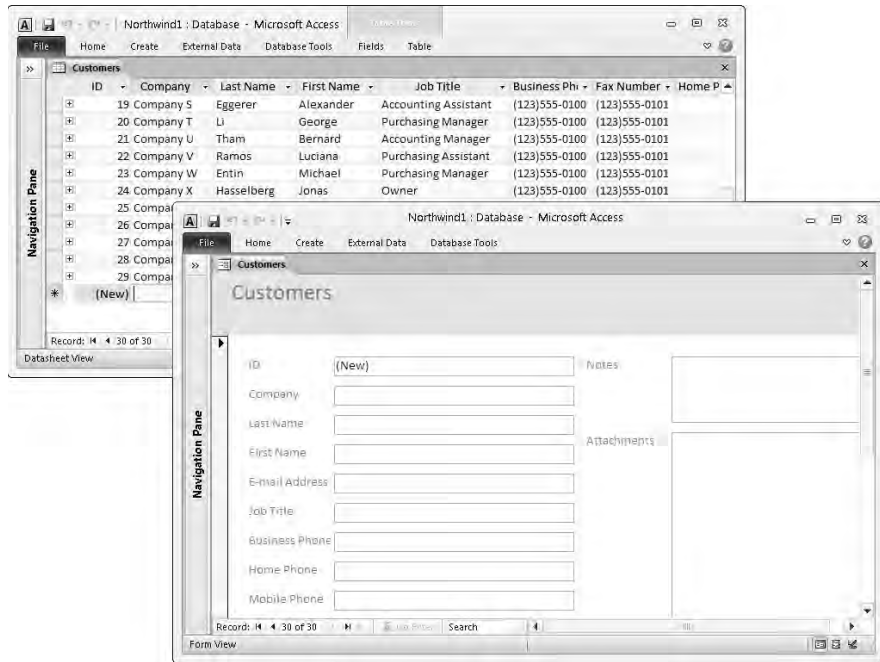 Northwind1 : Database - Microsoft Access
File Home Create External Data Database Tools Fields Table
Customers
ID Company Last Name First Name Job Title Business Pho Fax Number Home P
19 Company S Eggerer Alexander Accounting Assistant (123)555-0100 (123)555-0101
20 Company T Li George Purchasing Manager (123)555-0100 (123)555-0101
21 Company U Tham Bernard Accounting Manager (123)555-0100 (123)555-0101
22 Company V Ramos Luciana Purchasing Assistant (123)555-0100 (123)555-0101
23 Company W Entin Michael Purchasing Manager (123)555-0100 (123)555-0101
24 Company X Hasselberg Jonas Owner (123)555-0100 (123)555-0101
25 Compa
26 Compa
27 Compa
28 Compa
29 Compa
(New)
Navigation Pane
Record: 30 of 30
Datasheet View
Northwind1 : Database - Microsoft Access
File Home Create External Data Database Tools
Customers
Customers
Navigation Pane
ID (New)
Company
Last Name
First Name
E-mail Address
Job Title
Business Phone
Home Phone
Mobile Phone
Notes
Attachments
Record: 30 of 30 Search
Form View